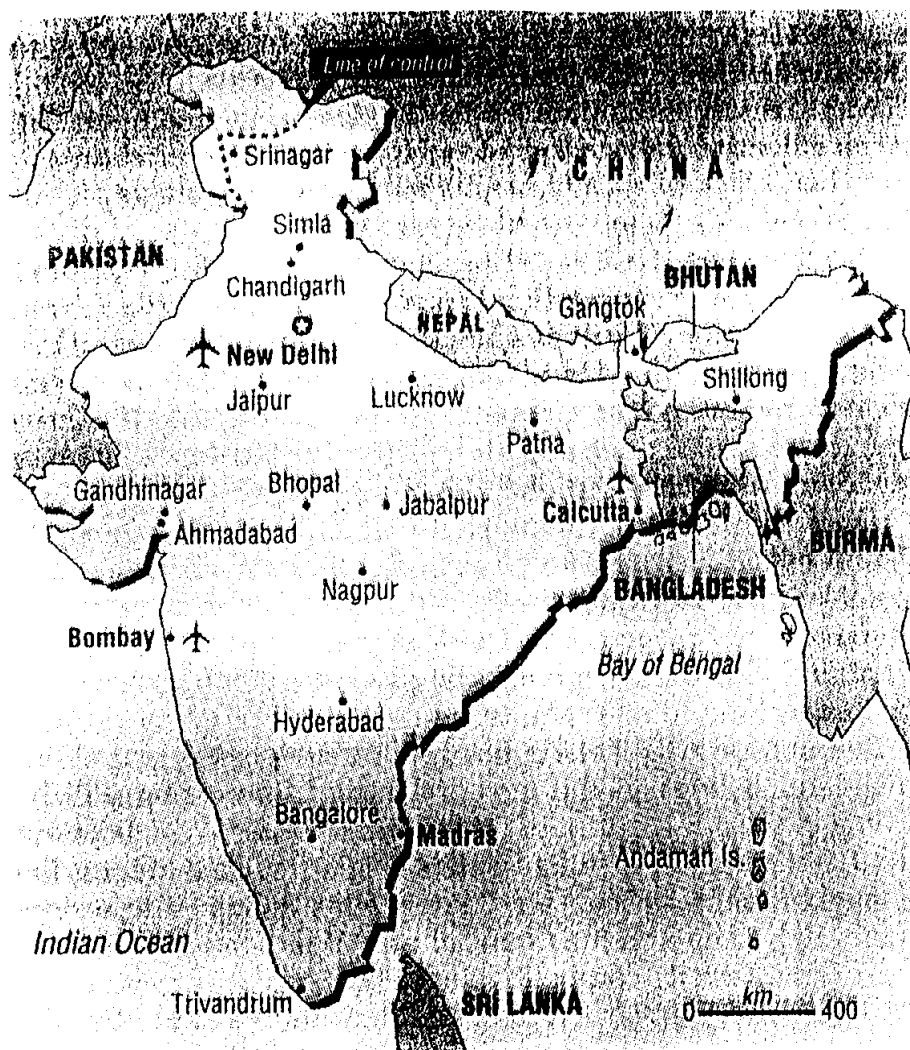 Line of control
Srinagar
CHINA
Simla
PAKISTAN
Chandigarh
BHUTAN
Gangtok
NEPAL
New Delhi
Shillong
Jaipur
Lucknow
Patna
Gandhinagar
Bhopal
Jabalpur
Calcutta
Ahmadabad
BURMA
Nagpur
BANGLADESH
Bombay
Bay of Bengal
Hyderabad
Bangalore
Madras
Andaman Is.
Indian Ocean
Trivandrum
SRI LANKA
0 km 400